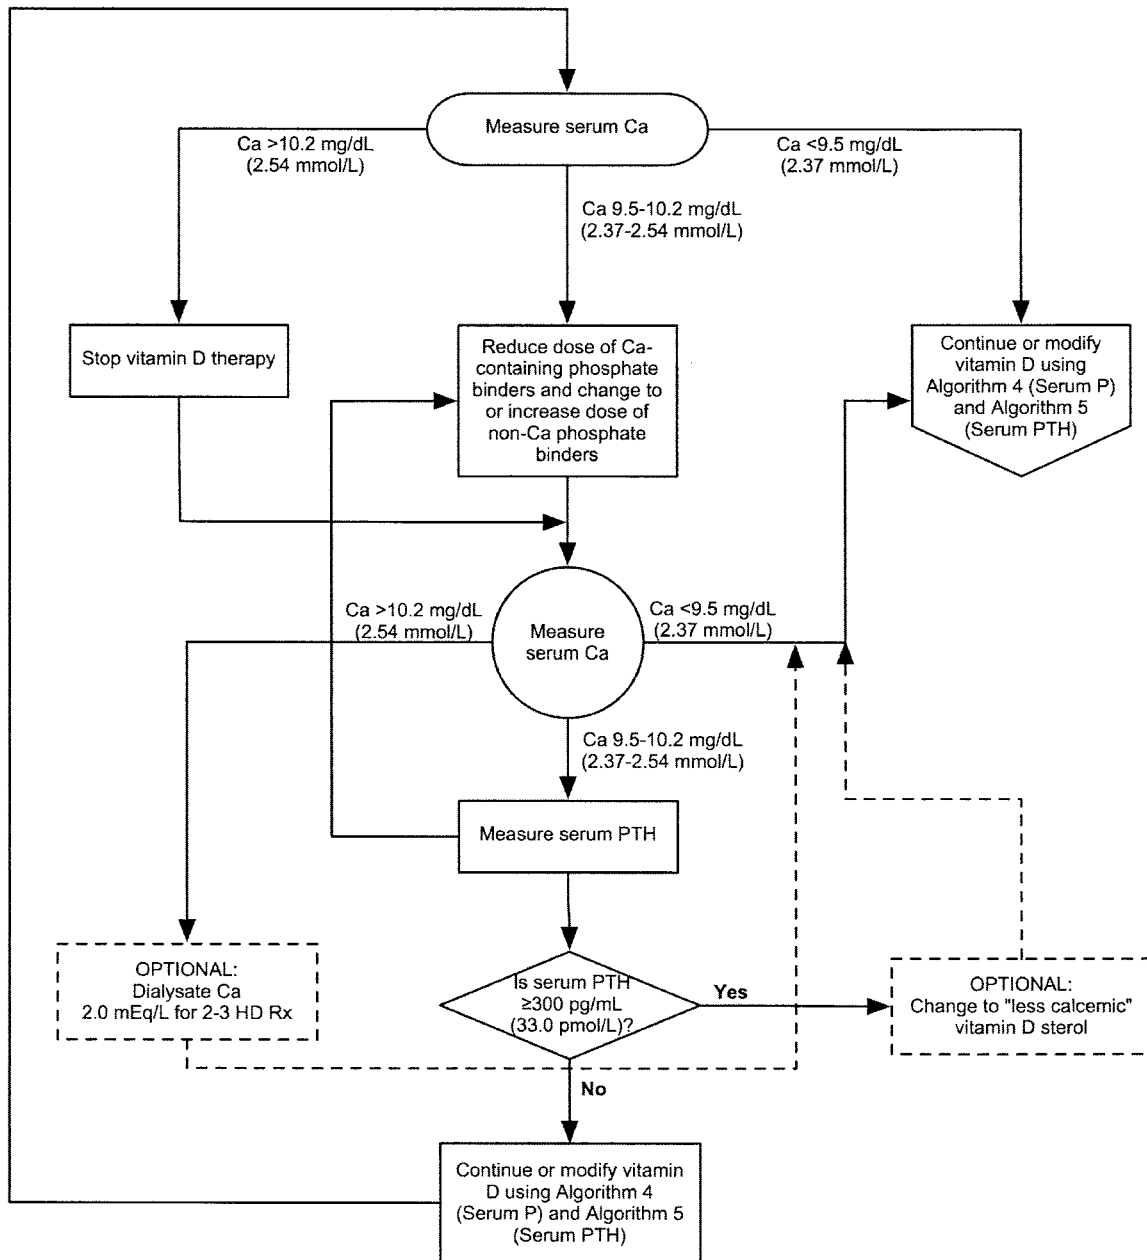 Measure serum Ca
Ca >10.2 mg/dL
(2.54 mmol/L)
Ca <9.5 mg/dL
(2.37 mmol/L)
Ca 9.5-10.2 mg/dL
(2.37-2.54 mmol/L)
Stop vitamin D therapy
Reduce dose of Ca-
containing phosphate
binders and change to
or increase dose of
non-Ca phosphate
binders
Continue or modify
vitamin D using
Algorithm 4 (Serum P)
and Algorithm 5
(Serum PTH)
Ca >10.2 mg/dL
(2.54 mmol/L)
Measure
serum Ca
Ca <9.5 mg/dL
(2.37 mmol/L)
Ca 9.5-10.2 mg/dL
(2.37-2.54 mmol/L)
Measure serum PTH
OPTIONAL:
Dialysate Ca
2.0 mEq/L for 2-3 HD Rx
Is serum PTH
≥300 pg/mL
(33.0 pmol/L)?
Yes
OPTIONAL:
Change to "less calcemic"
vitamin D sterol
No
Continue or modify vitamin
D using Algorithm 4
(Serum P) and Algorithm 5
(Serum PTH)